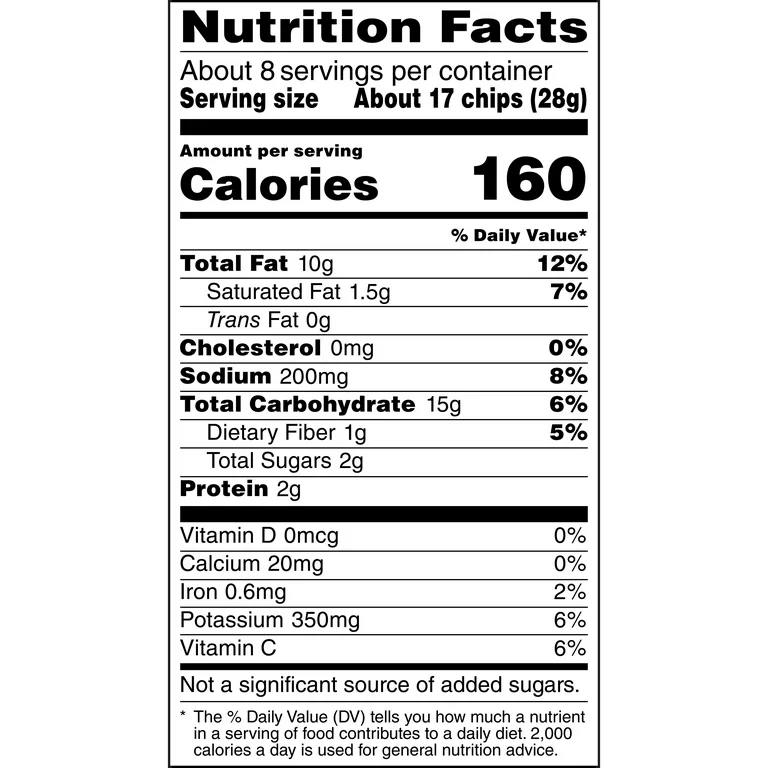 Nutrition Facts
About 8 servings per container
Serving size About 17 chips (28g)
Amount per serving
Calories 160
% Daily Value*
Total Fat 10g 12%
Saturated Fat 1.5g 7%
Trans Fat 0g
Cholesterol 0mg 0%
Sodium 200mg 8%
Total Carbohydrate 15g 6%
Dietary Fiber 1g 5%
Total Sugars 2g
Protein 2g
Vitamin D 0mcg 0%
Calcium 20mg 0%
Iron 0.6mg 2%
Potassium 350mg 6%
Vitamin C 6%
Not a significant source of added sugars.
* The % Daily Value (DV) tells you how much a nutrient
in a serving of food contributes to a daily diet. 2,000
calories a day is used for general nutrition advice.